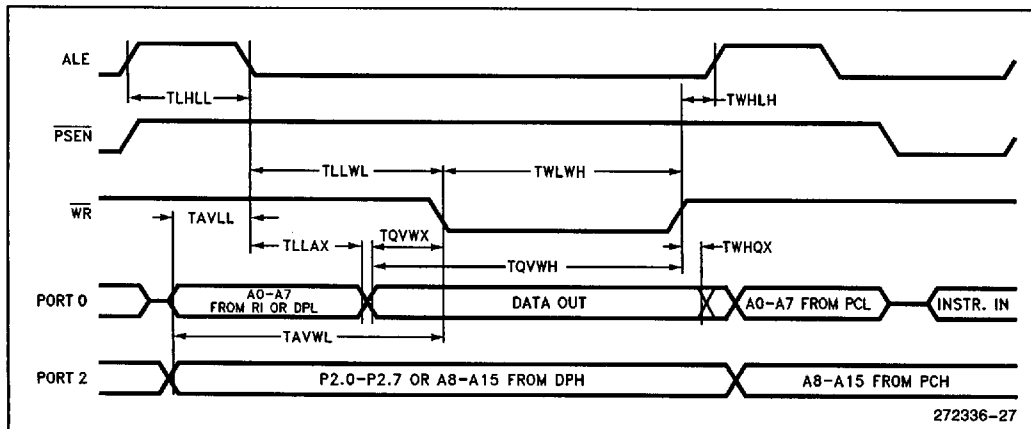 ALE
TLHLL
TWHLH
PSEN
TLLWL
TWLWH
WR
TAVLL
TLLAX
TQVWX
TWHQX
TQVWH
PORT 0
A0-A7
FROM RI OR DPL
DATA OUT
A0-A7 FROM PCL
INSTR. IN
TAVWL
PORT 2
P2.0-P2.7 OR A8-A15 FROM DPH
A8-A15 FROM PCH
272336-27